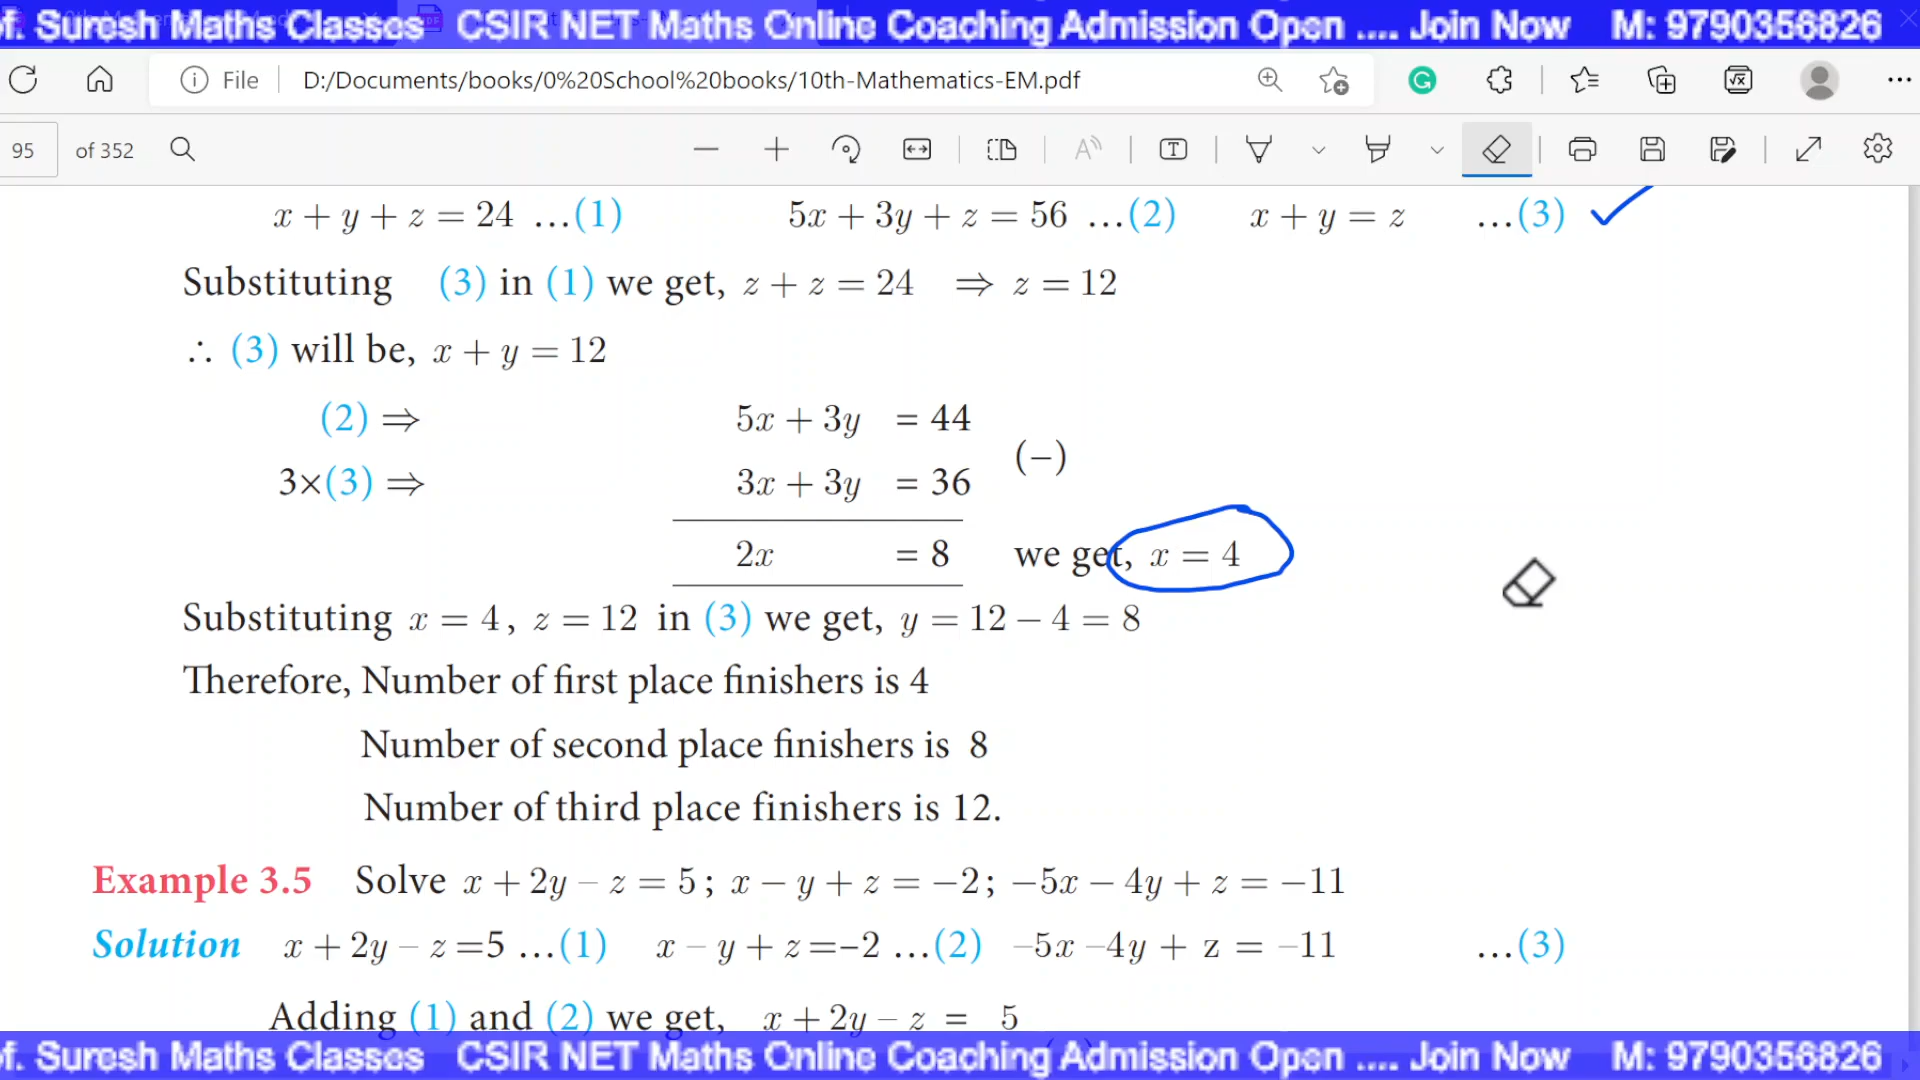 f. Suresh Maths Classes CSIR NET Maths Online Coaching Admission Open .... Join Now M: 9790356826
File D:/Documents/books/0%20School%20books/10th-Mathematics-EM.pdf
95 of 352
x + y + z = 24 ...(1) 5x + 3y + z = 56 ...(2) x + y = z ...(3)
Substituting (3) in (1) we get, z + z = 24 ⇒ z = 12
∴ (3) will be, x + y = 12
(2) ⇒ 5x + 3y = 44
(−)
3×(3) ⇒ 3x + 3y = 36
2x = 8 we get, x = 4
Substituting x = 4, z = 12 in (3) we get, y = 12 − 4 = 8
Therefore, Number of first place finishers is 4
Number of second place finishers is 8
Number of third place finishers is 12.
Example 3.5 Solve x + 2y – z = 5; x − y + z = −2; −5x − 4y + z = −11
Solution x + 2y – z =5 ...(1) x – y + z =–2 ...(2) –5x –4y + z = –11 ...(3)
Adding (1) and (2) we get, x + 2y – z = 5
f. Suresh Maths Classes CSIR NET Maths Online Coaching Admission Open .... Join Now M: 9790356826